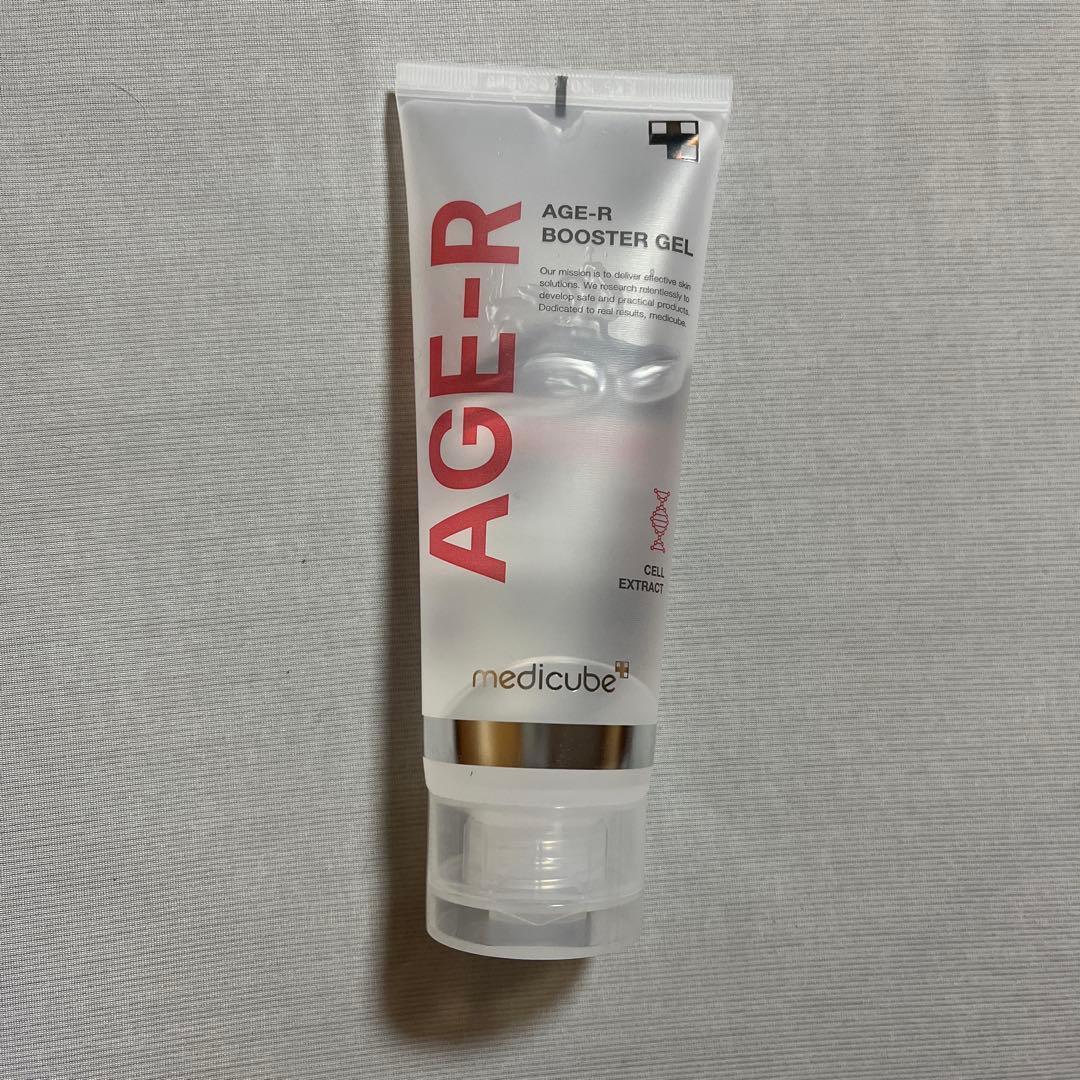 AGE-R
AGE-R
BOOSTER GEL
Our mission is to deliver effective skin
solutions. We research relentlessly to
develop safe and practical products.
Dedicated to real results, medicube.
CELL
EXTRACT
medicube